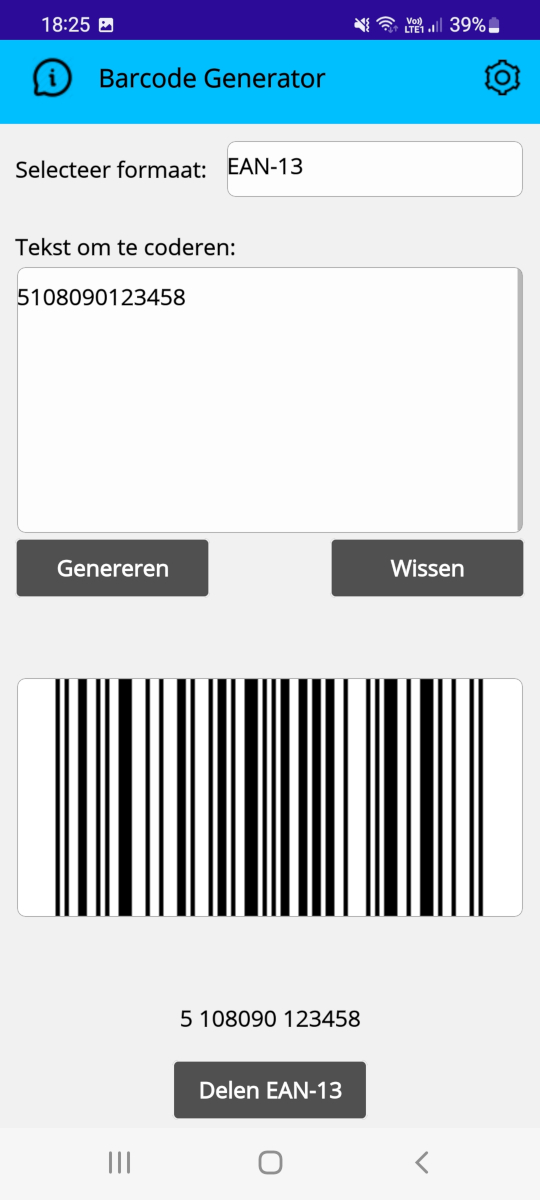 18:25 Vo)) LTE1 39%
Barcode Generator
Selecteer formaat: EAN-13
Tekst om te coderen:
5108090123458
Genereren Wissen
5 108090 123458
Delen EAN-13